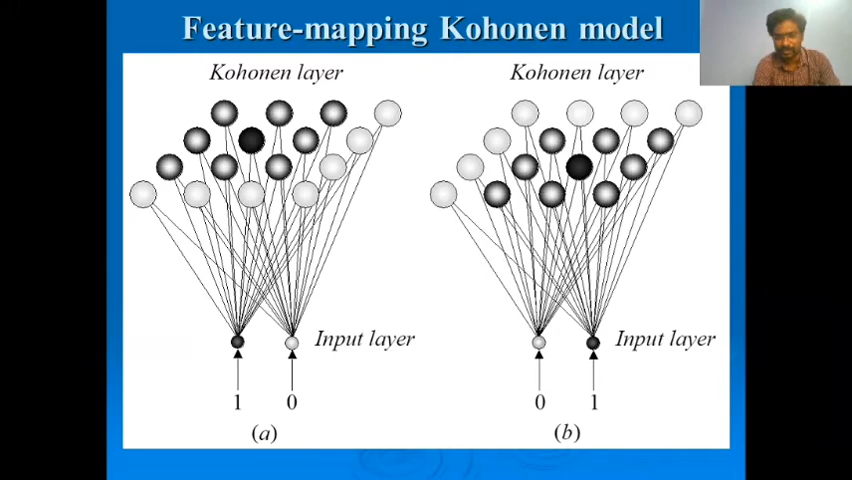 Feature-mapping Kohonen model
Kohonen layer
Kohonen layer
Input layer
Input layer
1 0
0 1
(a)
(b)